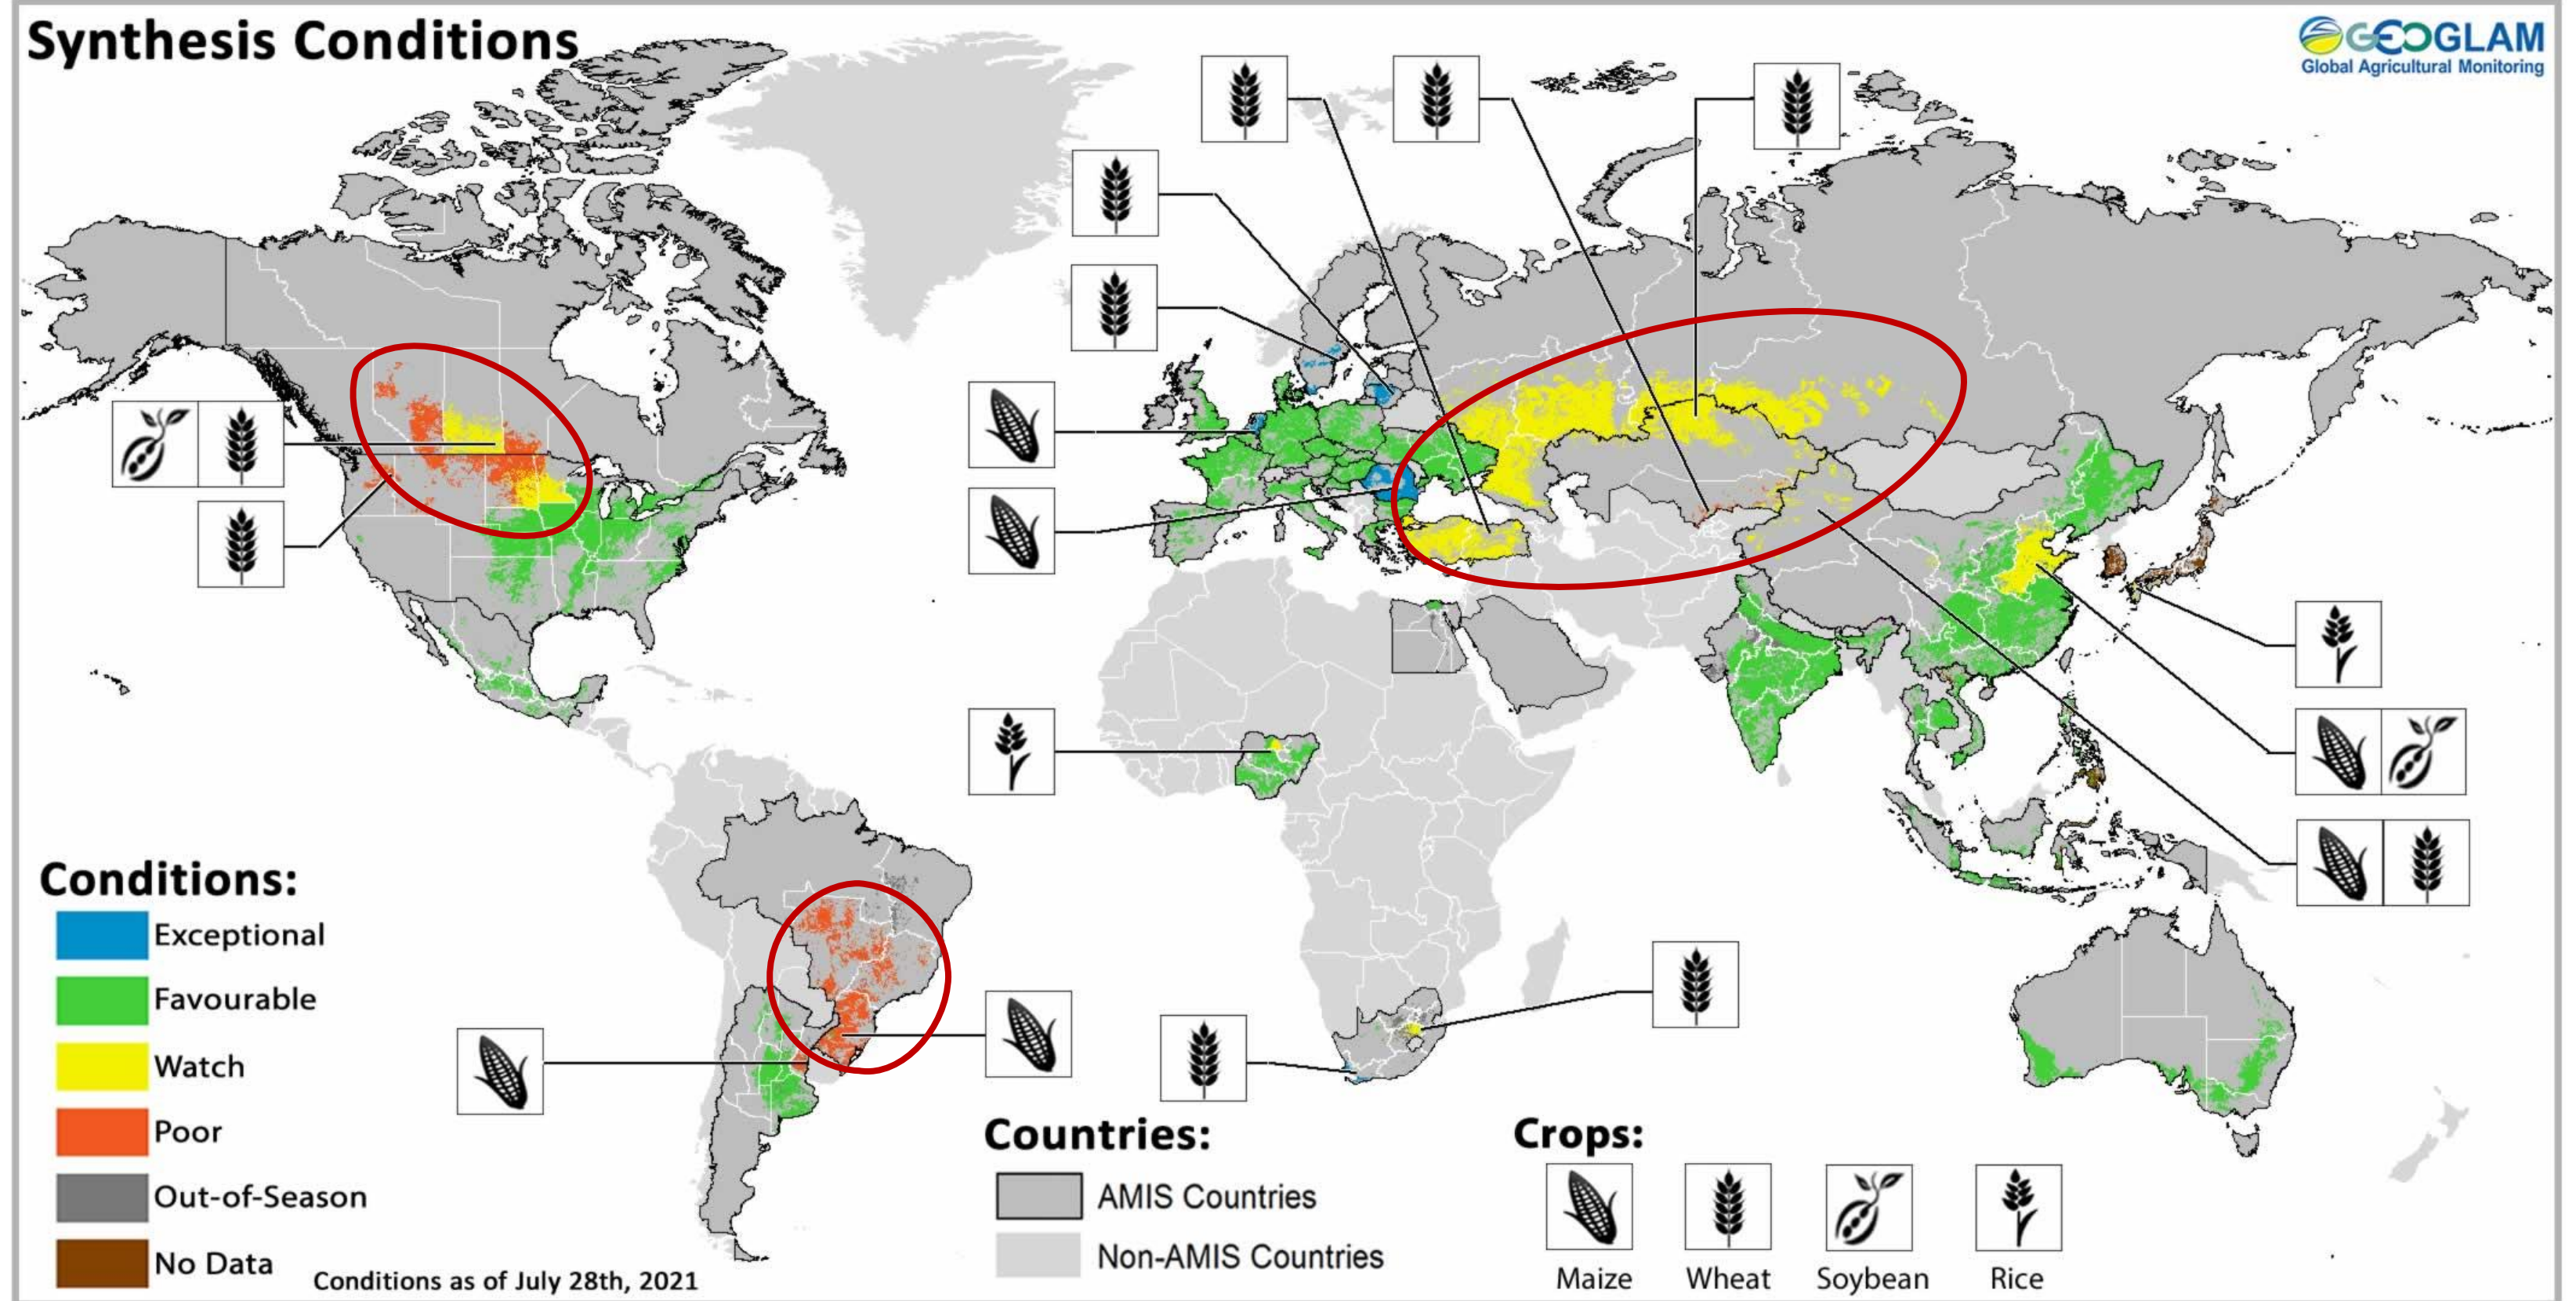 Synthesis Conditions
GEOGLAM
Global Agricultural Monitoring
Conditions:
Exceptional
Favourable
Watch
Poor
Out-of-Season
No Data
Conditions as of July 28th, 2021
Countries:
AMIS Countries
Non-AMIS Countries
Crops:
Maize
Wheat
Soybean
Rice